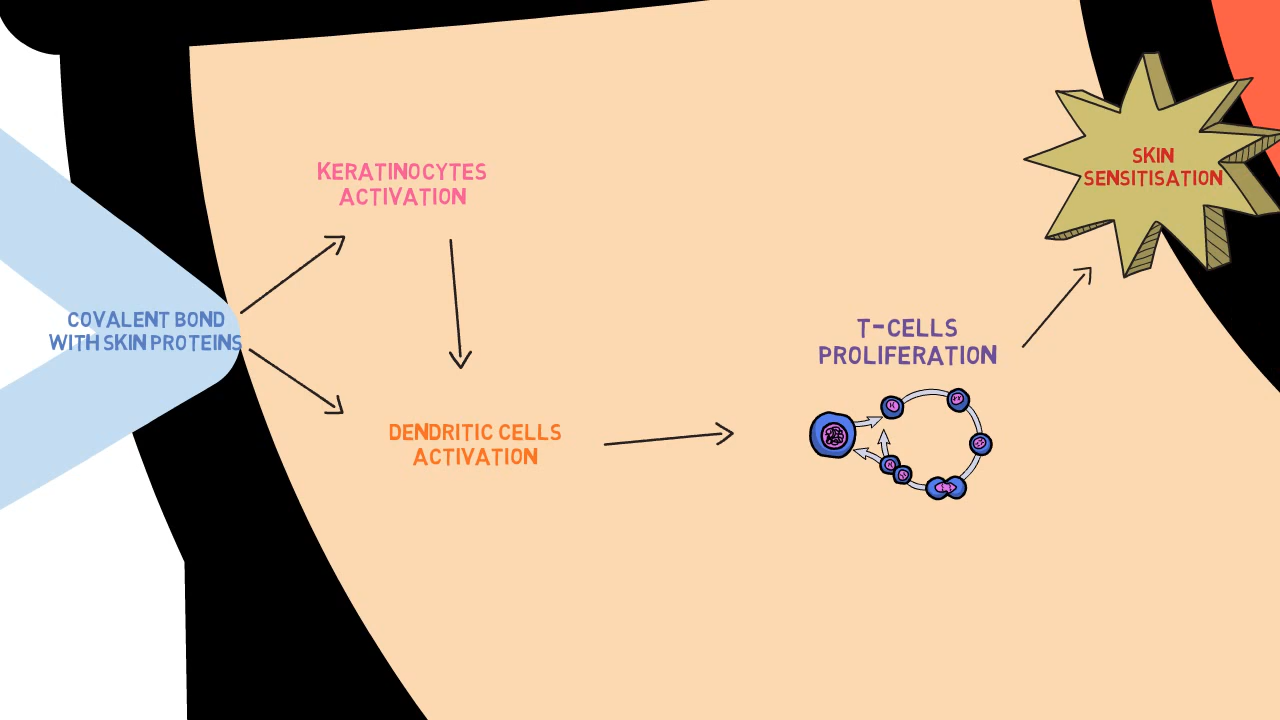 KERATINOCYTES
ACTIVATION
SKIN
SENSITISATION
COVALENT BOND
WITH SKIN PROTEINS
T-CELLS
PROLIFERATION
DENDRITIC CELLS
ACTIVATION